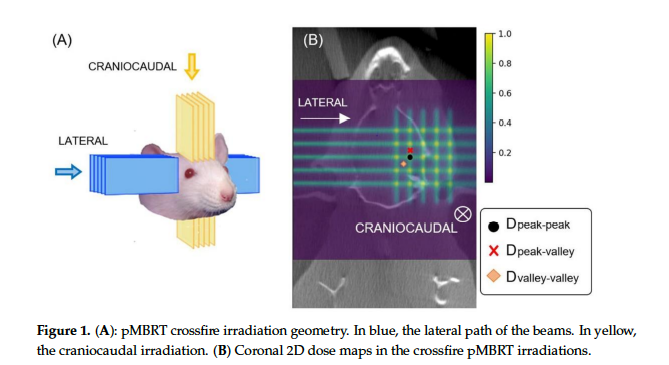 (A)
CRANIOCAUDAL
LATERAL
(B)
LATERAL
CRANIOCAUDAL
1.0
0.8
0.6
0.4
0.2
Dpeak-peak
Dpeak-valley
Dvalley-valley
Figure 1. (A): pMBRT crossfire irradiation geometry. In blue, the lateral path of the beams. In yellow,
the craniocaudal irradiation. (B) Coronal 2D dose maps in the crossfire pMBRT irradiations.